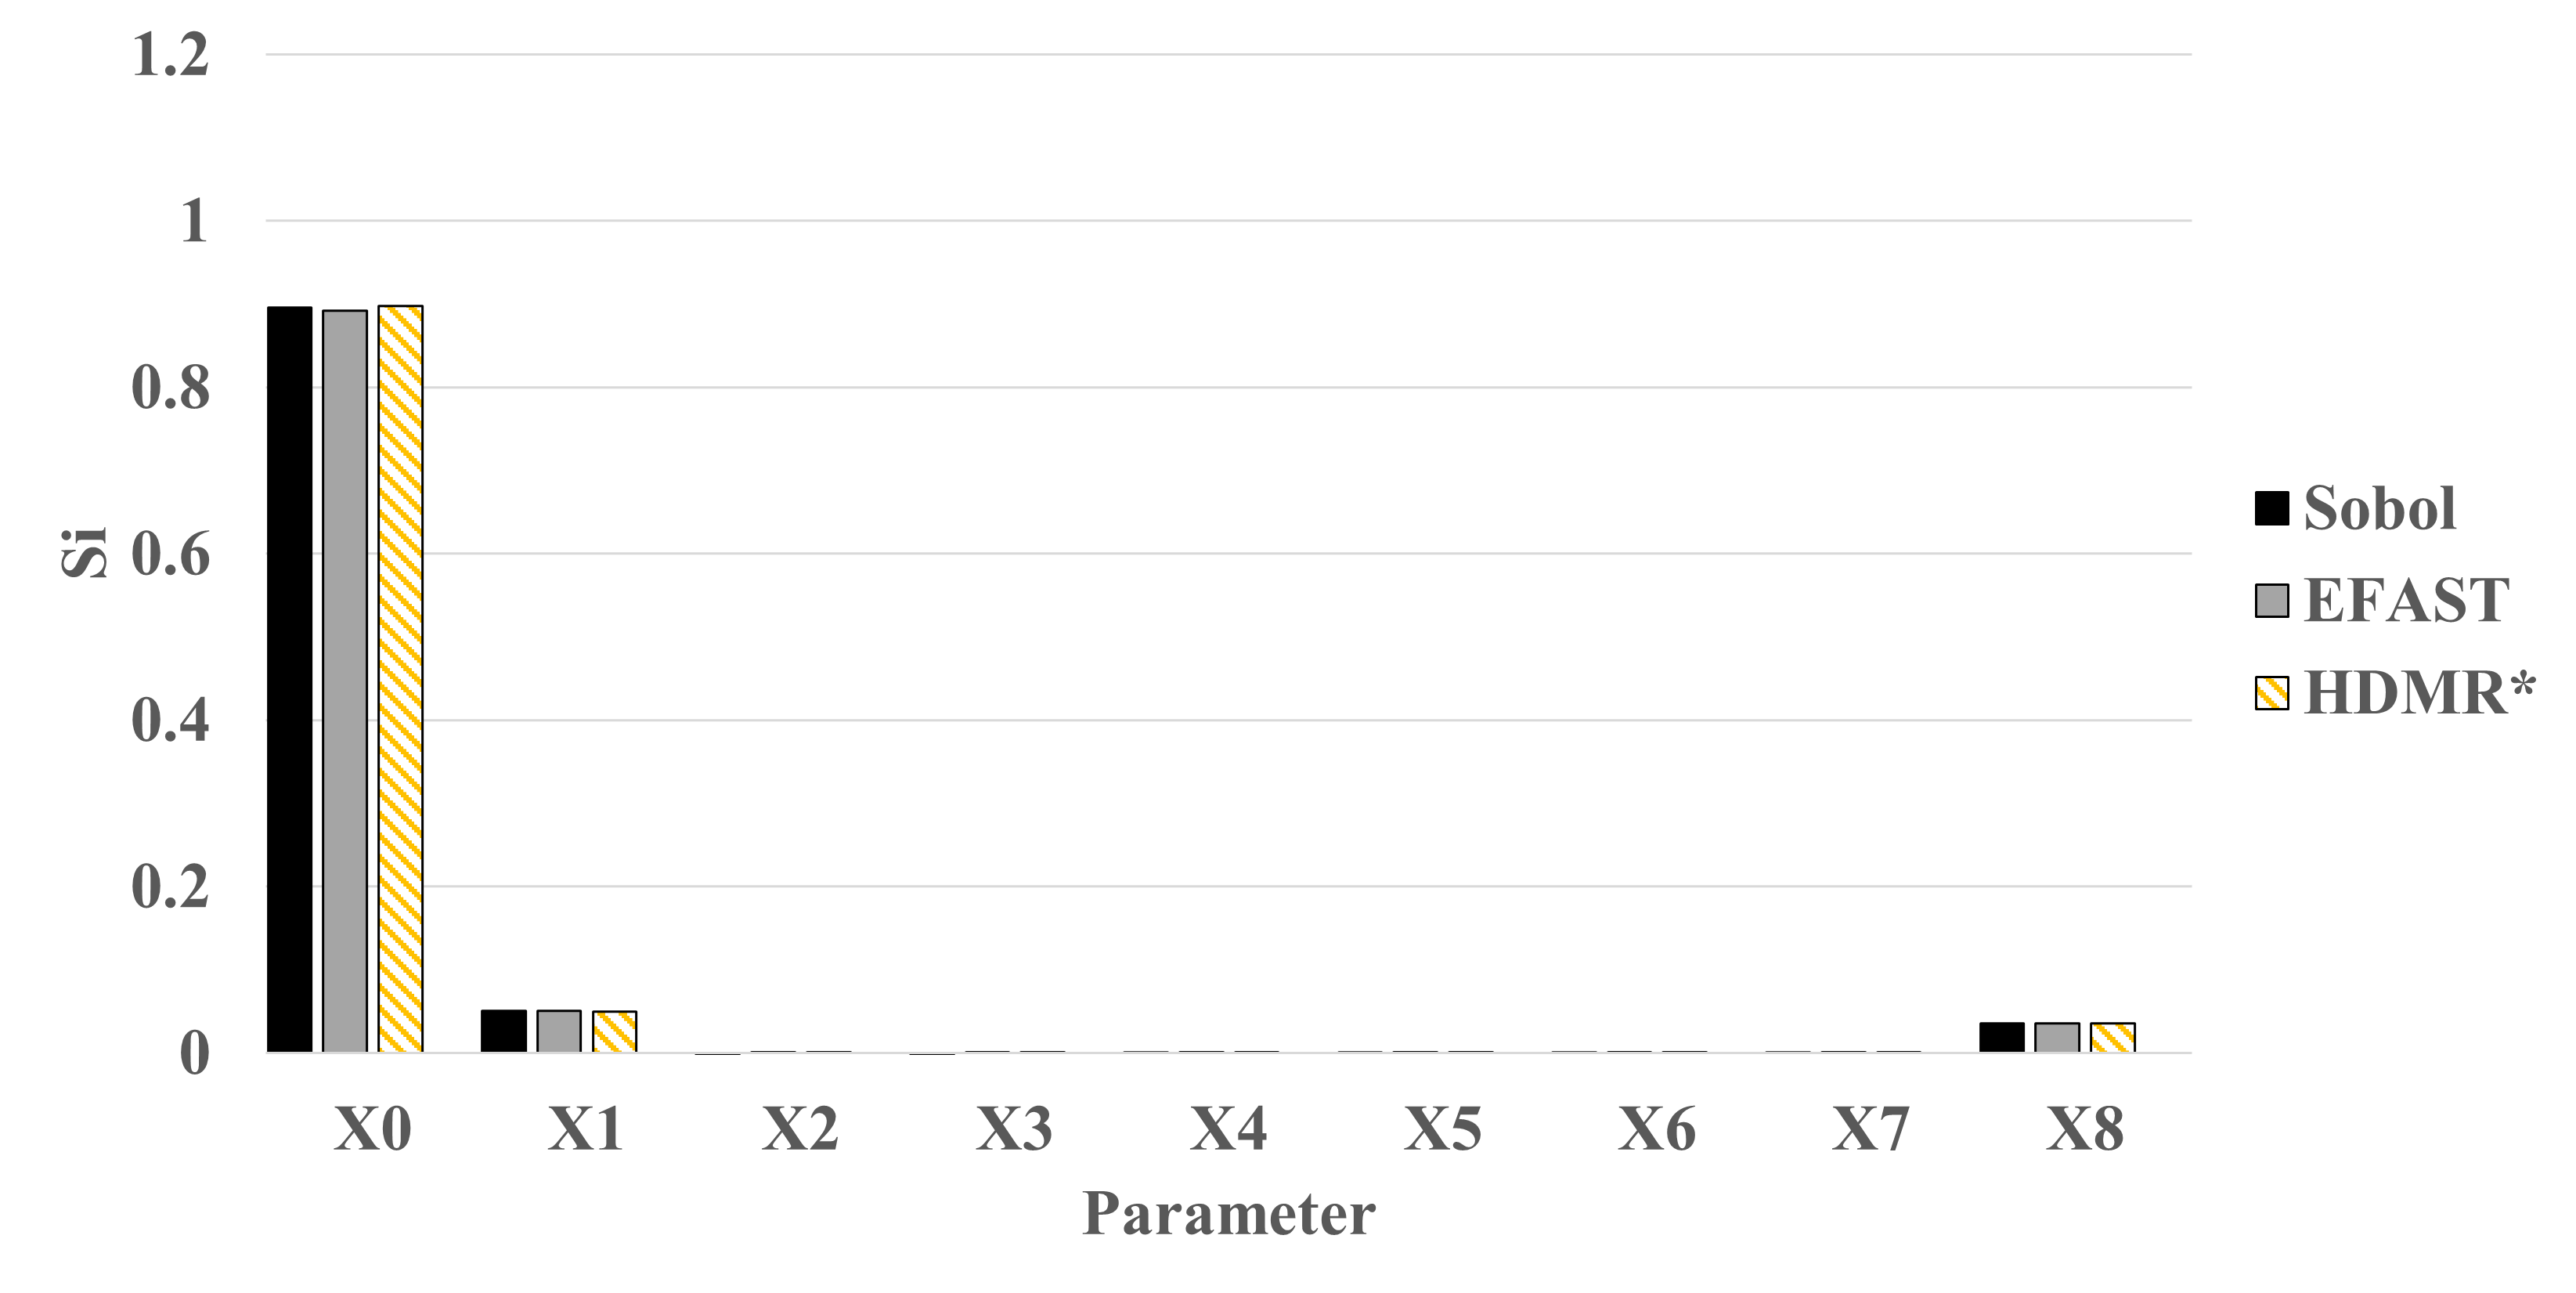 1.2
1
0.8
0.6
0.4
0.2
0
Si
X0 X1 X2 X3 X4 X5 X6 X7 X8
Parameter
Sobol
EFAST
HDMR*